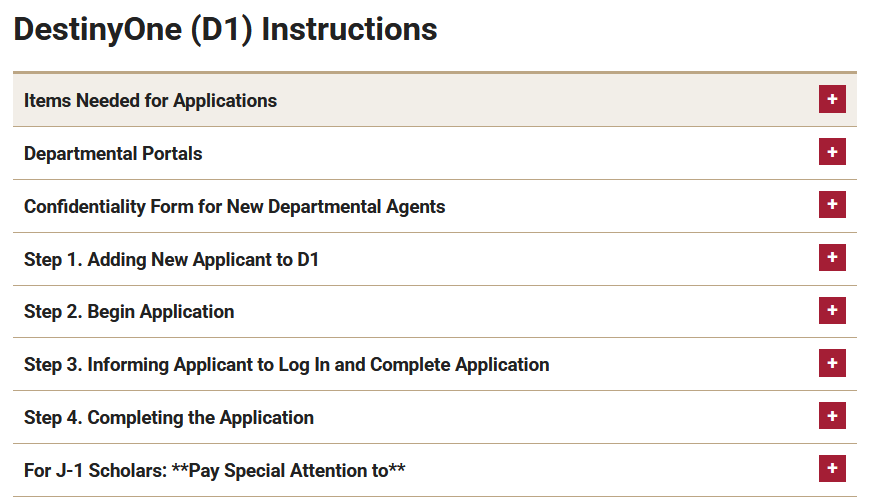 DestinyOne (D1) Instructions
Items Needed for Applications
+
Departmental Portals
+
Confidentiality Form for New Departmental Agents
+
Step 1. Adding New Applicant to D1
+
Step 2. Begin Application
+
Step 3. Informing Applicant to Log In and Complete Application
+
Step 4. Completing the Application
+
For J-1 Scholars: **Pay Special Attention to**
+